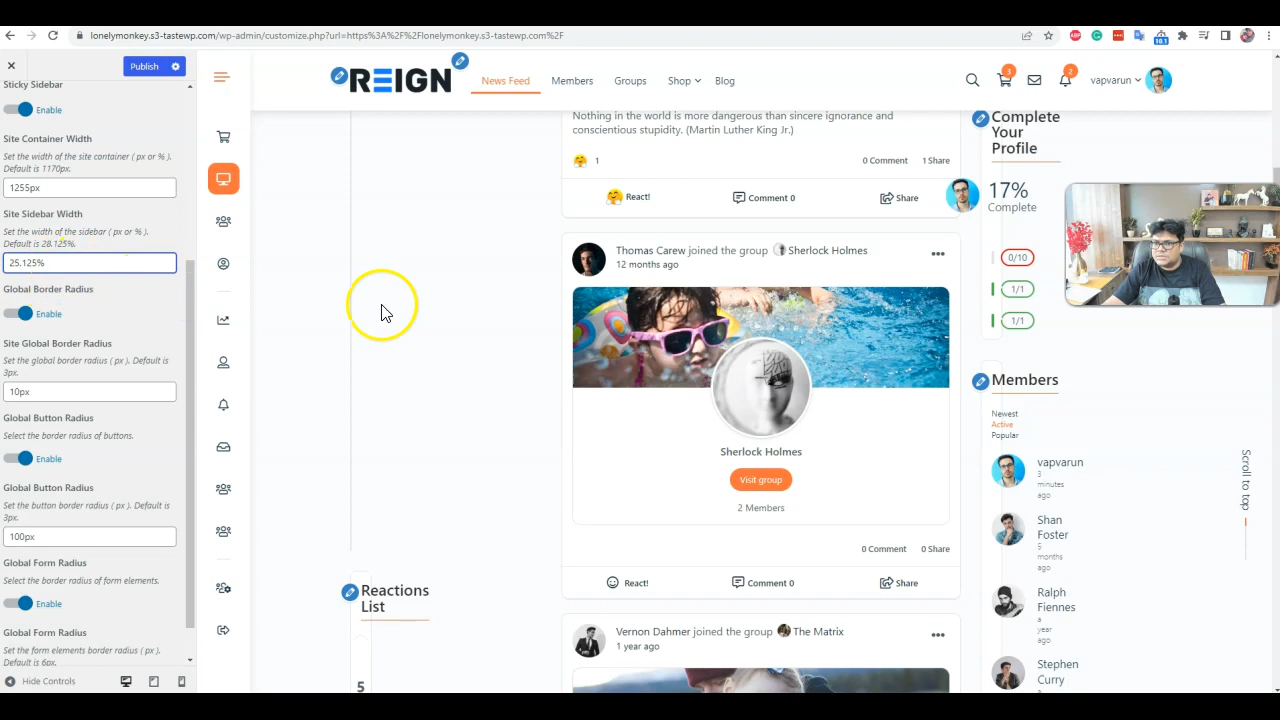 lonelymonkey.s3-tastewp.com/wp-admin/customize.php?url=https%3A%2F%2Flonelymonkey.s3-tastewp.com%2F
10.1
Publish
Sticky Sidebar
Enable
Site Container Width
Set the width of the site container ( px or % ).
Default is 1170px.
1255px
Site Sidebar Width
Set the width of the sidebar ( px or % ).
Default is 28.125%.
25.125%
Global Border Radius
Enable
Site Global Border Radius
Set the global border radius ( px ). Default is
3px.
10px
Global Button Radius
Select the border radius of buttons.
Enable
Global Button Radius
Set the button border radius ( px ). Default is
3px.
100px
Global Form Radius
Select the border radius of form elements.
Enable
Global Form Radius
Set the form elements border radius ( px ).
Default is 6px.
Hide Controls
REIGN
News Feed
Members
Groups
Shop
Blog
3
2
vapvarun
Nothing in the world is more dangerous than sincere ignorance and
conscientious stupidity. (Martin Luther King Jr.)
1
0 Comment
1 Share
React!
Comment 0
Share
Thomas Carew joined the group Sherlock Holmes
12 months ago
Sherlock Holmes
Visit group
2 Members
0 Comment
0 Share
React!
Comment 0
Share
Vernon Dahmer joined the group The Matrix
1 year ago
Reactions
List
5
Complete
Your
Profile
17%
Complete
0/10
1/1
1/1
Members
Newest
Active
Popular
vapvarun
3
minutes
ago
Shan
Foster
5
months
ago
Ralph
Fiennes
a
year
ago
Stephen
Curry
Scroll to top